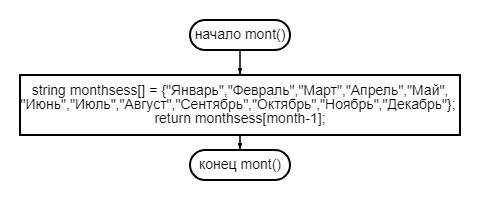 начало mont()
string monthsess[] = {"Январь","Февраль","Март","Апрель","Май",
"Июнь","Июль","Август","Сентябрь","Октябрь","Ноябрь","Декабрь"};
return monthsess[month-1];
конец mont()